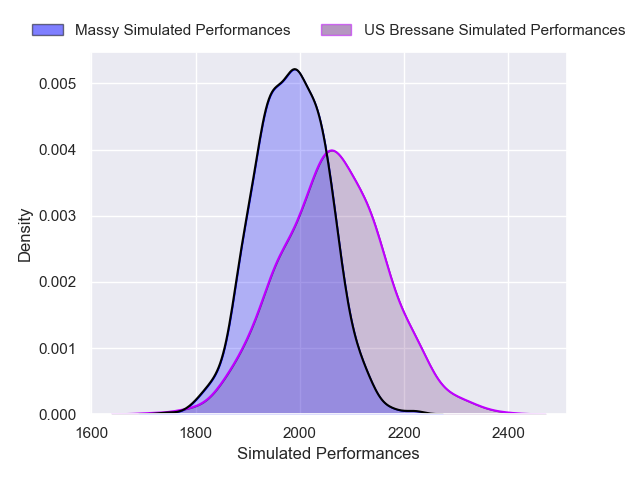 Massy Simulated Performances US Bressane Simulated Performances
0.005
0.004
0.003
0.002
0.001
0.000
Density
1600 1800 2000 2200 2400
Simulated Performances